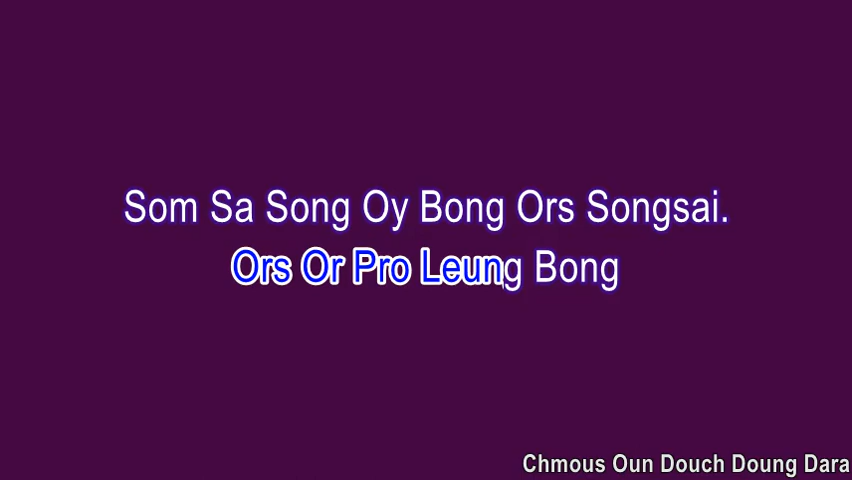 Som Sa Song Oy Bong Ors Songsai.
Ors Or Pro Leung Bong
Chmous Oun Douch Doung Dara